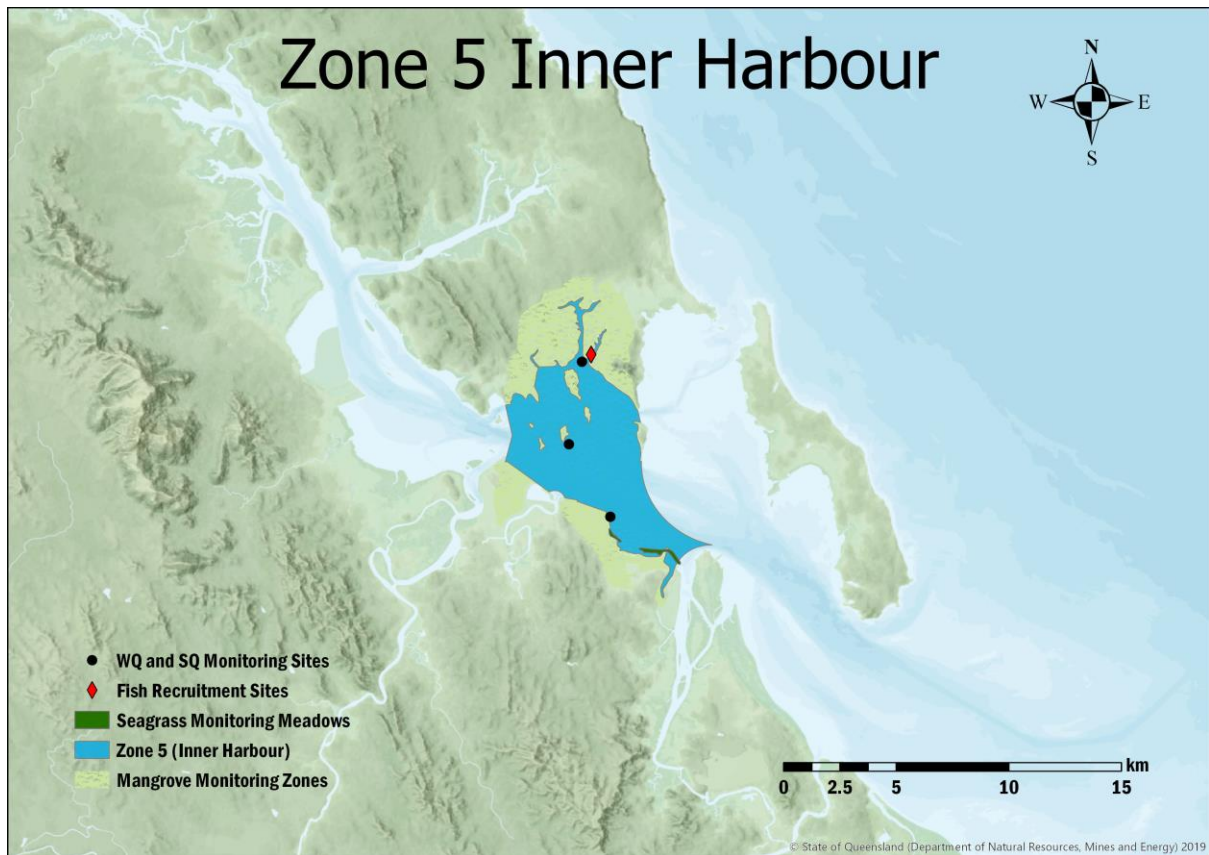 Zone 5 Inner Harbour
N
W E
S
WQ and SQ Monitoring Sites
Fish Recruitment Sites
Seagrass Monitoring Meadows
Zone 5 (Inner Harbour)
Mangrove Monitoring Zones
km
0 2.5 5 10 15
© State of Queensland (Department of Natural Resources, Mines and Energy) 2019